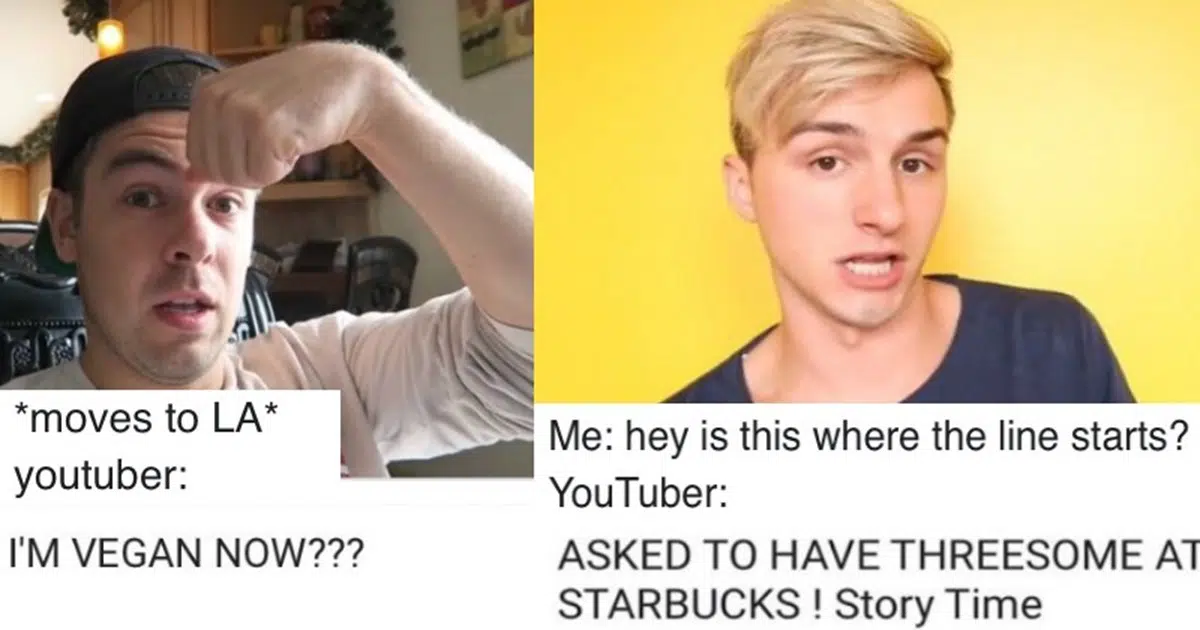 *moves to LA*
youtuber:
I'M VEGAN NOW???
Me: hey is this where the line starts?
YouTuber:
ASKED TO HAVE THREESOME AT
STARBUCKS ! Story Time